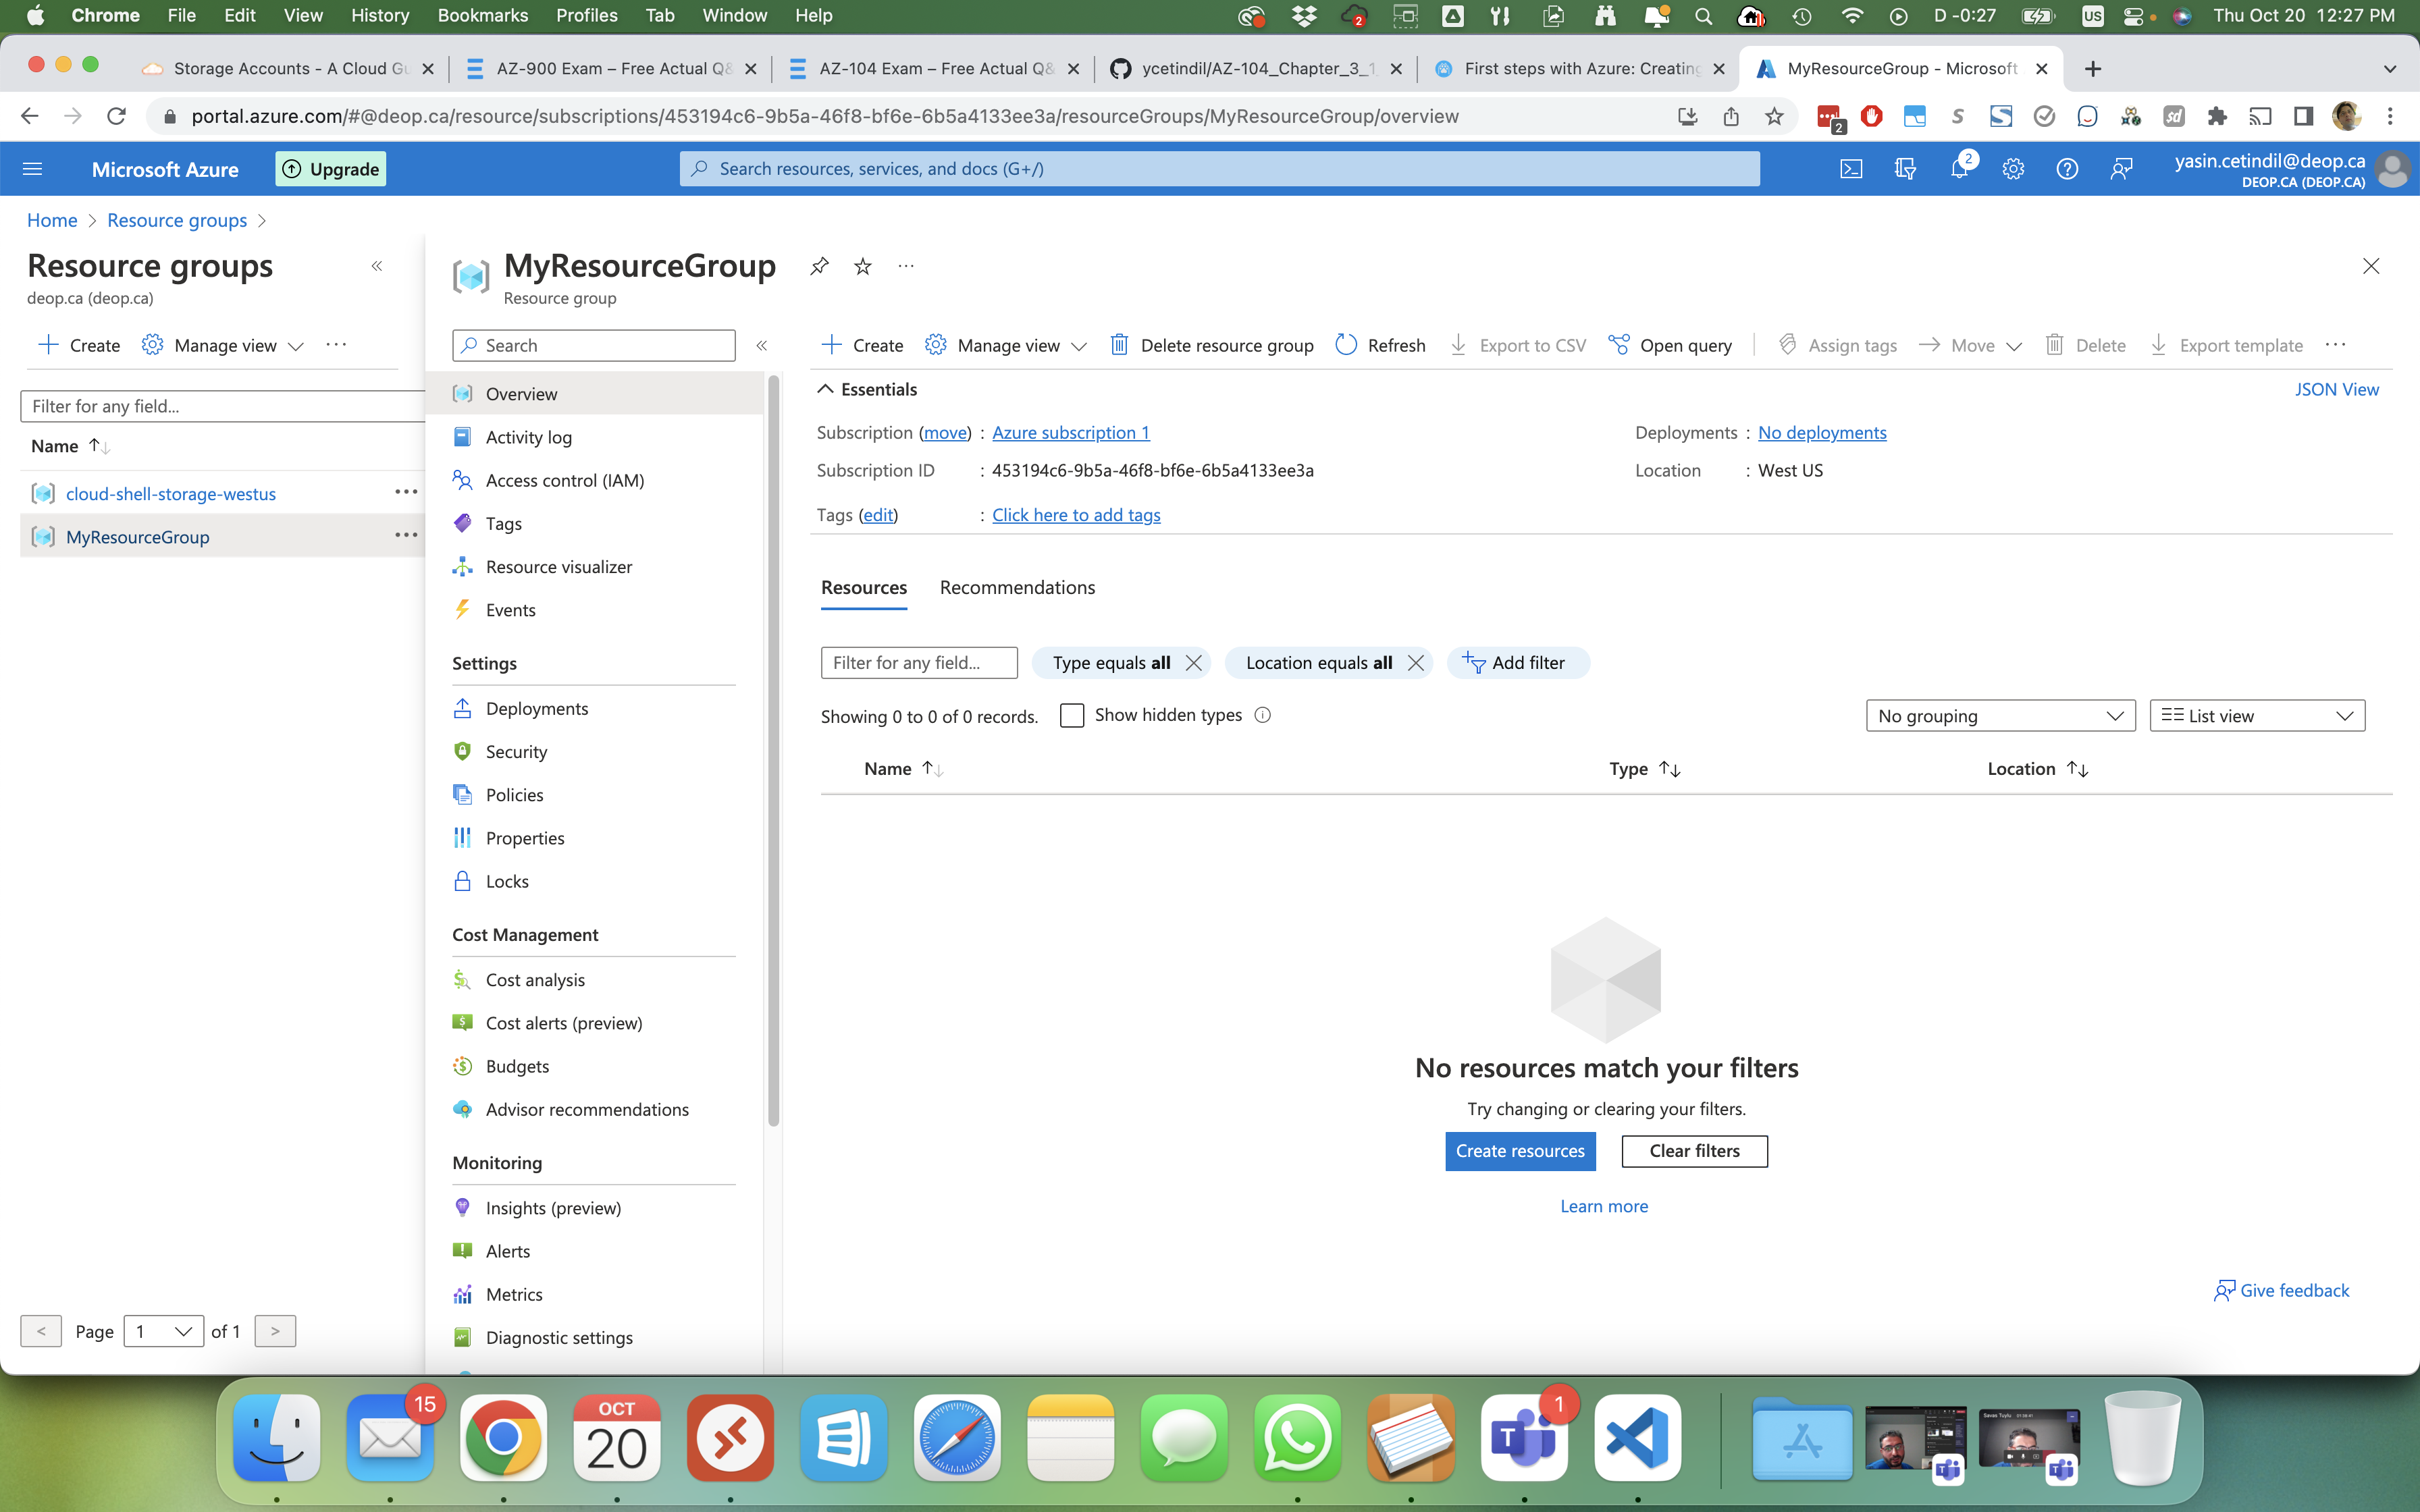 Chrome File Edit View History Bookmarks Profiles Tab Window Help
2 D -0:27 US Thu Oct 20 12:27 PM
Storage Accounts - A Cloud Gu AZ-900 Exam – Free Actual Q& AZ-104 Exam – Free Actual Q& ycetindil/AZ-104_Chapter_3_1 First steps with Azure: Creating MyResourceGroup - Microsoft
portal.azure.com/#@deop.ca/resource/subscriptions/453194c6-9b5a-46f8-bf6e-6b5a4133ee3a/resourceGroups/MyResourceGroup/overview
2 S sd
Microsoft Azure Upgrade Search resources, services, and docs (G+/) 2 yasin.cetindil@deop.ca
DEOP.CA (DEOP.CA)
Home > Resource groups >
Resource groups
deop.ca (deop.ca)
Create Manage view ...
Filter for any field...
Name ↑↓
cloud-shell-storage-westus ...
MyResourceGroup ...
< Page 1 of 1 >
MyResourceGroup ...
Resource group
Search
Overview
Activity log
Access control (IAM)
Tags
Resource visualizer
Events
Settings
Deployments
Security
Policies
Properties
Locks
Cost Management
Cost analysis
Cost alerts (preview)
Budgets
Advisor recommendations
Monitoring
Insights (preview)
Alerts
Metrics
Diagnostic settings
Create Manage view Delete resource group Refresh Export to CSV Open query Assign tags Move Delete Export template ...
Essentials JSON View
Subscription (move) : Azure subscription 1 Deployments : No deployments
Subscription ID : 453194c6-9b5a-46f8-bf6e-6b5a4133ee3a Location : West US
Tags (edit) : Click here to add tags
Resources Recommendations
Filter for any field... Type equals all Location equals all Add filter
Showing 0 to 0 of 0 records. Show hidden types No grouping List view
Name ↑↓ Type ↑↓ Location ↑↓
No resources match your filters
Try changing or clearing your filters.
Create resources Clear filters
Learn more
Give feedback
15 OCT 1
20 T